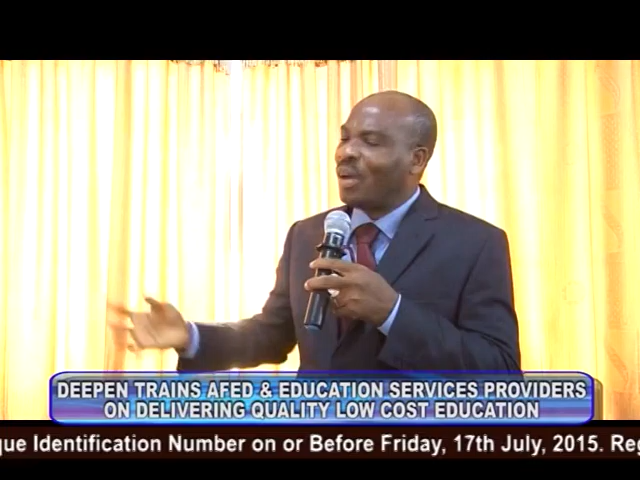 DEEPEN TRAINS AFED & EDUCATION SERVICES PROVIDERS
ON DELIVERING QUALITY LOW COST EDUCATION
que Identification Number on or Before Friday, 17th July, 2015. Reg